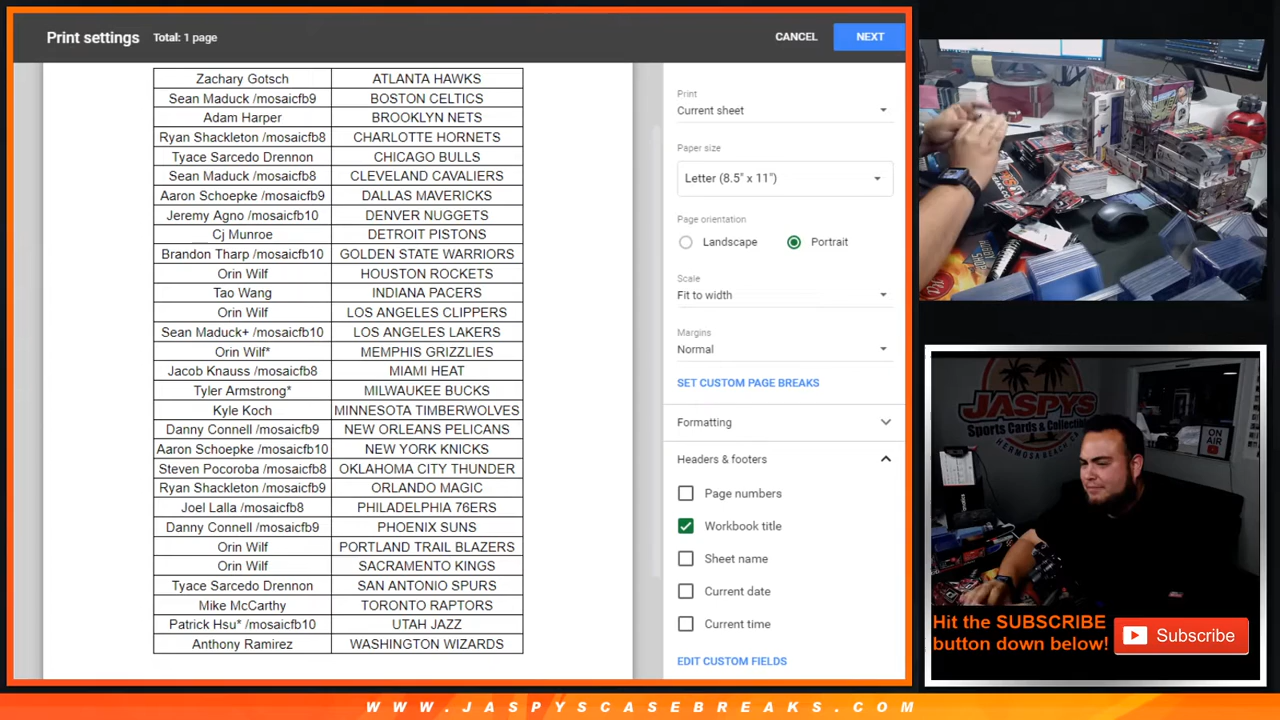 Print settings Total: 1 page CANCEL NEXT
Zachary Gotsch ATLANTA HAWKS
Sean Maduck /mosaicfb9 BOSTON CELTICS
Adam Harper BROOKLYN NETS
Ryan Shackleton /mosaicfb8 CHARLOTTE HORNETS
Tyace Sarcedo Drennon CHICAGO BULLS
Sean Maduck /mosaicfb8 CLEVELAND CAVALIERS
Aaron Schoepke /mosaicfb9 DALLAS MAVERICKS
Jeremy Agno /mosaicfb10 DENVER NUGGETS
Cj Munroe DETROIT PISTONS
Brandon Tharp /mosaicfb10 GOLDEN STATE WARRIORS
Orin Wilf HOUSTON ROCKETS
Tao Wang INDIANA PACERS
Orin Wilf LOS ANGELES CLIPPERS
Sean Maduck+ /mosaicfb10 LOS ANGELES LAKERS
Orin Wilf* MEMPHIS GRIZZLIES
Jacob Knauss /mosaicfb8 MIAMI HEAT
Tyler Armstrong* MILWAUKEE BUCKS
Kyle Koch MINNESOTA TIMBERWOLVES
Danny Connell /mosaicfb9 NEW ORLEANS PELICANS
Aaron Schoepke /mosaicfb10 NEW YORK KNICKS
Steven Pocoroba /mosaicfb8 OKLAHOMA CITY THUNDER
Ryan Shackleton /mosaicfb9 ORLANDO MAGIC
Joel Lalla /mosaicfb8 PHILADELPHIA 76ERS
Danny Connell /mosaicfb9 PHOENIX SUNS
Orin Wilf PORTLAND TRAIL BLAZERS
Orin Wilf SACRAMENTO KINGS
Tyace Sarcedo Drennon SAN ANTONIO SPURS
Mike McCarthy TORONTO RAPTORS
Patrick Hsu* /mosaicfb10 UTAH JAZZ
Anthony Ramirez WASHINGTON WIZARDS
Print
Current sheet
Paper size
Letter (8.5" x 11")
Page orientation
Landscape Portrait
Scale
Fit to width
Margins
Normal
SET CUSTOM PAGE BREAKS
Formatting
Headers & footers
Page numbers
Workbook title
Sheet name
Current date
Current time
EDIT CUSTOM FIELDS
JASPYS
Sports Cards & Collectibles
HERMOSA BEACH CA
ON AIR
Hit the SUBSCRIBE
button down below!
Subscribe
WWW.JASPYSCASEBREAKS.COM